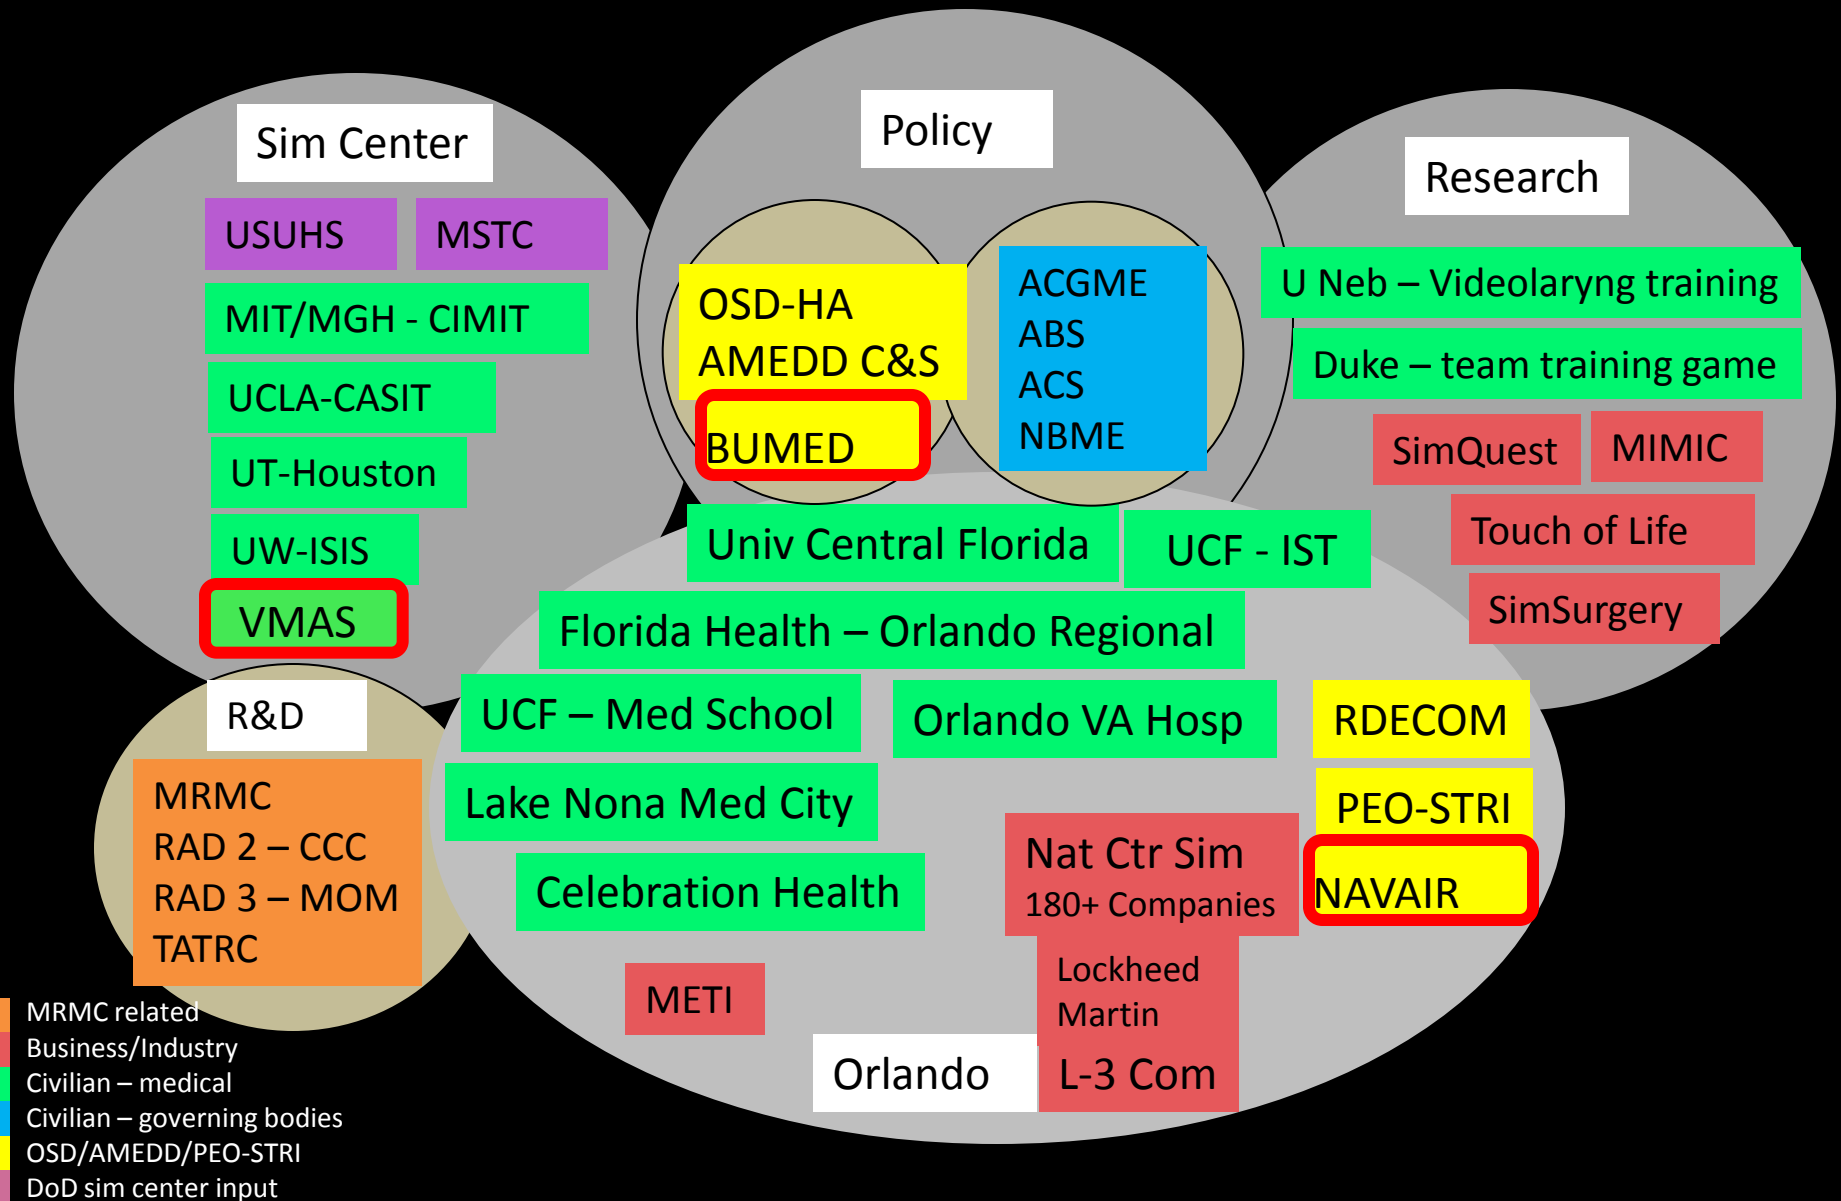 Sim Center
USUHS
MSTC
MIT/MGH - CIMIT
UCLA-CASIT
UT-Houston
UW-ISIS
VMAS
Policy
OSD-HA
AMEDD C&S
BUMED
ACGME
ABS
ACS
NBME
Research
U Neb – Videolaryng training
Duke – team training game
SimQuest
MIMIC
Touch of Life
SimSurgery
R&D
MRMC
RAD 2 – CCC
RAD 3 – MOM
TATRC
Univ Central Florida
UCF - IST
Florida Health – Orlando Regional
UCF – Med School
Orlando VA Hosp
RDECOM
Lake Nona Med City
PEO-STRI
Nat Ctr Sim
180+ Companies
NAVAIR
Celebration Health
Lockheed
Martin
METI
Orlando
L-3 Com
MRMC related
Business/Industry
Civilian – medical
Civilian – governing bodies
OSD/AMEDD/PEO-STRI
DoD sim center input